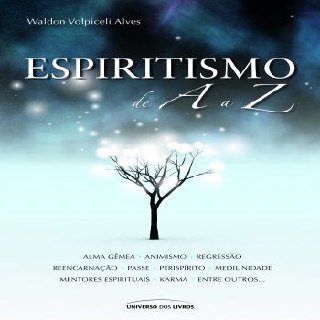 Waldon Volpiceli Alves
ESPIRITISMO
de A a Z
ALMA GÊMEA · ANIMISMO · REGRESSÃO
REENCARNAÇÃO · PASSE · PERISPÍRITO · MEDIUNIDADE
MENTORES ESPIRITUAIS · KARMA · ENTRE OUTROS...
UNIVERSO DOS LIVROS